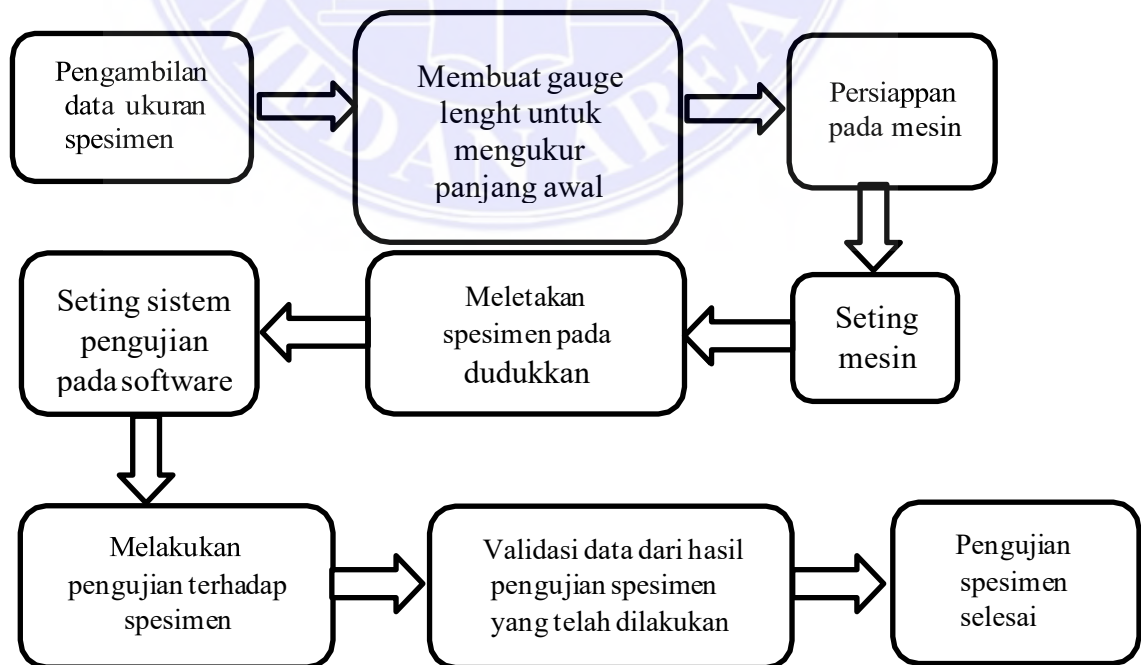 MEDAN AREA
Pengambilan
data ukuran
spesimen
Membuat gauge
lenght untuk
mengukur
panjang awal
Persiappan
pada mesin
Seting
mesin
Meletakan
spesimen pada
dudukkan
Seting sistem
pengujian
pada software
Melakukan
pengujian terhadap
spesimen
Validasi data dari hasil
pengujian spesimen
yang telah dilakukan
Pengujian
spesimen
selesai